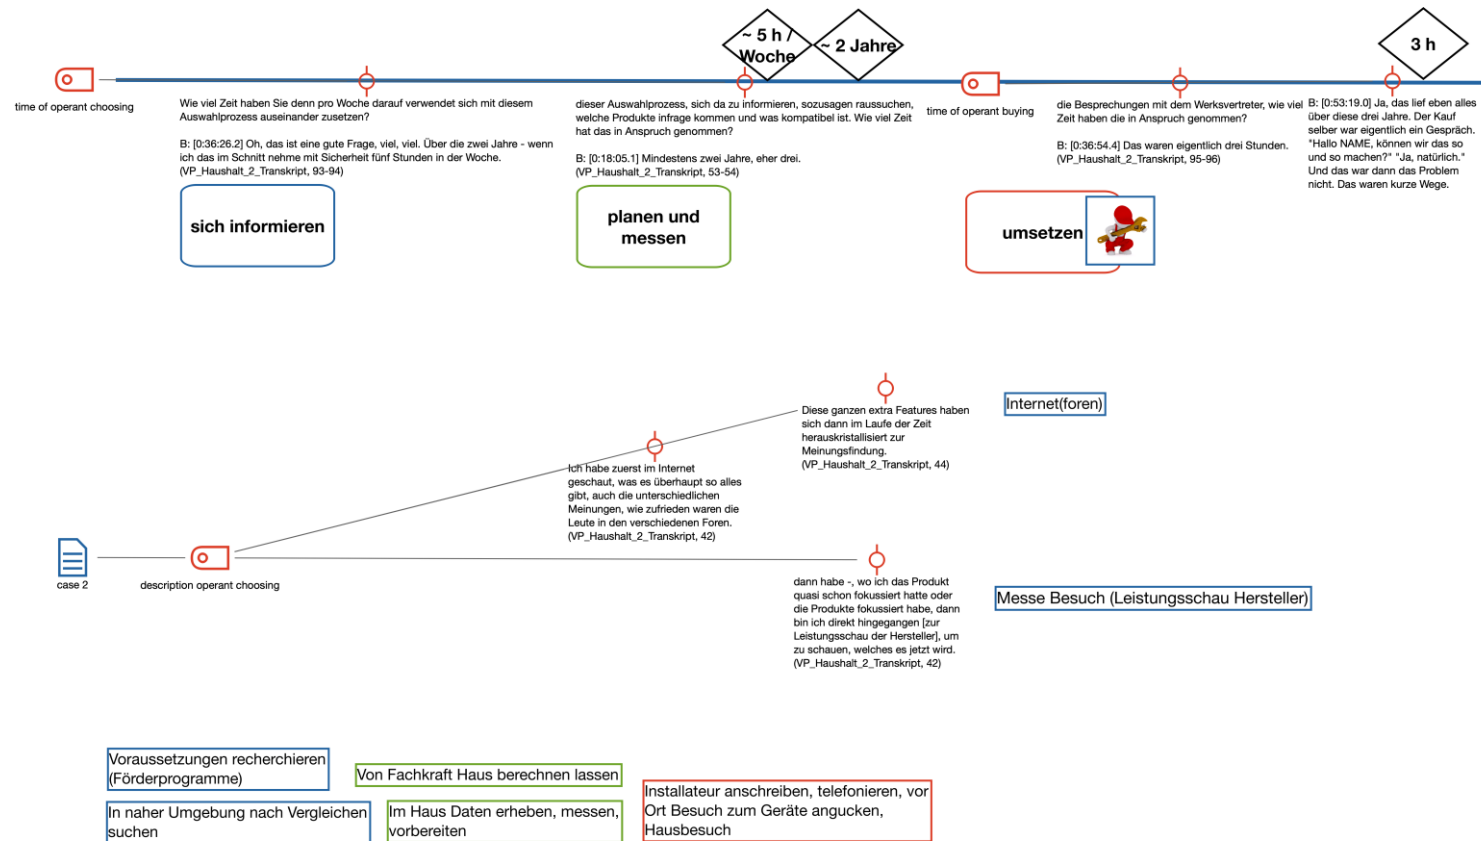 ~ 5 h /
Woche
~ 2 Jahre
3 h
time of operant choosing
Wie viel Zeit haben Sie denn pro Woche darauf verwendet sich mit diesem
Auswahlprozess auseinander zusetzen?
B: [0:36:26.2] Oh, das ist eine gute Frage, viel, viel. Über die zwei Jahre - wenn
ich das im Schnitt nehme mit Sicherheit fünf Stunden in der Woche.
(VP_Haushalt_2_Transkript, 93-94)
dieser Auswahlprozess, sich da zu informieren, sozusagen raussuchen,
welche Produkte infrage kommen und was kompatibel ist. Wie viel Zeit
hat das in Anspruch genommen?
B: [0:18:05.1] Mindestens zwei Jahre, eher drei.
(VP_Haushalt_2_Transkript, 53-54)
time of operant buying
die Besprechungen mit dem Werksvertreter, wie viel
Zeit haben die in Anspruch genommen?
B: [0:36:54.4] Das waren eigentlich drei Stunden.
(VP_Haushalt_2_Transkript, 95-96)
B: [0:53:19.0] Ja, das lief eben alles
über diese drei Jahre. Der Kauf
selber war eigentlich ein Gespräch.
"Hallo NAME, können wir das so
und so machen?" "Ja, natürlich."
Und das war dann das Problem
nicht. Das waren kurze Wege.
sich informieren
planen und
messen
umsetzen
Diese ganzen extra Features haben
sich dann im Laufe der Zeit
herauskristallisiert zur
Meinungsfindung.
(VP_Haushalt_2_Transkript, 44)
Internet(foren)
Ich habe zuerst im Internet
geschaut, was es überhaupt so alles
gibt, auch die unterschiedlichen
Meinungen, wie zufrieden waren die
Leute in den verschiedenen Foren.
(VP_Haushalt_2_Transkript, 42)
case 2
description operant choosing
dann habe -, wo ich das Produkt
quasi schon fokussiert hatte oder
die Produkte fokussiert habe, dann
bin ich direkt hingegangen [zur
Leistungsschau der Hersteller], um
zu schauen, welches es jetzt wird.
(VP_Haushalt_2_Transkript, 42)
Messe Besuch (Leistungsschau Hersteller)
Voraussetzungen recherchieren
(Förderprogramme)
Von Fachkraft Haus berechnen lassen
In naher Umgebung nach Vergleichen
suchen
Im Haus Daten erheben, messen,
vorbereiten
Installateur anschreiben, telefonieren, vor
Ort Besuch zum Geräte angucken,
Hausbesuch